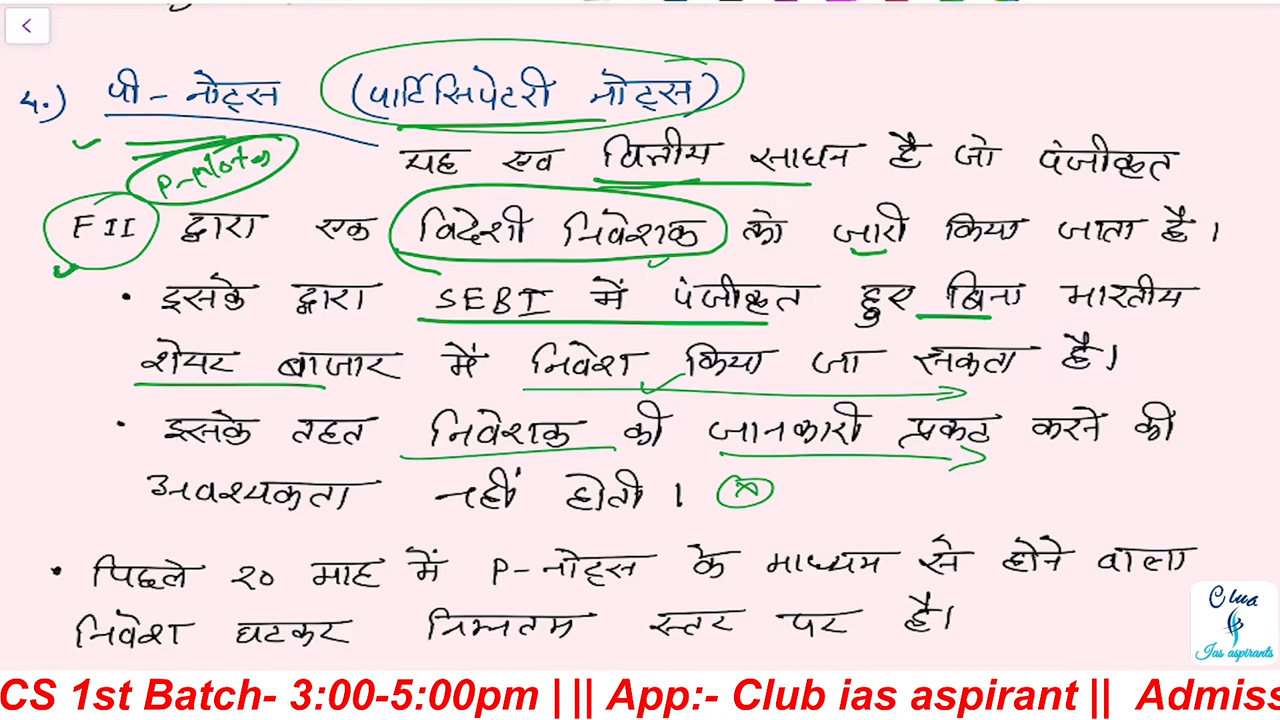 4.) पी - नोट्स (पार्टिसिपेटरी नोट्स)
P-Notes
यह एव वित्तीय साधन है जो पंजीकृत
FII द्वारा एक विदेशी निवेशक को जारी किया जाता है।
• इसके द्वारा SEBI में पंजीकृत हुए बिना भारतीय
शेयर बाजार में निवेश किया जा सकता है।
• इसके तहत निवेशक की जानकारी प्रकट करने की
अवश्यकता नहीं होती।
• पिछले २० माह में P-नोट्स के माध्यम से होने वाला
निवेश घटकर निम्नतम स्तर पर है।
Club
Ias aspirants
CS 1st Batch- 3:00-5:00pm | || App:- Club ias aspirant || Admiss